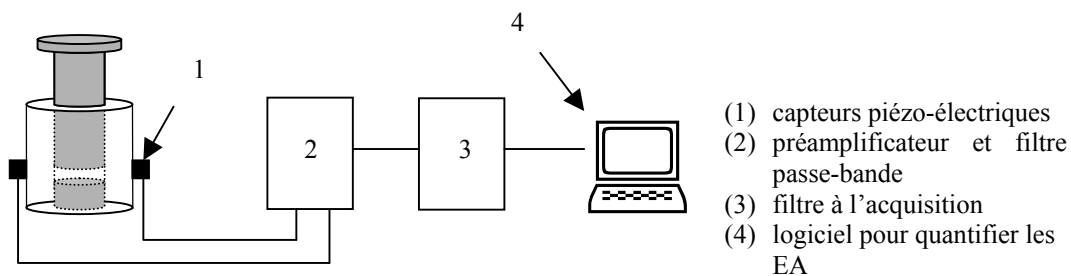 4
1
2
3
(1) capteurs piézo-électriques
(2) préamplificateur et filtre
passe-bande
(3) filtre à l'acquisition
(4) logiciel pour quantifier les
EA